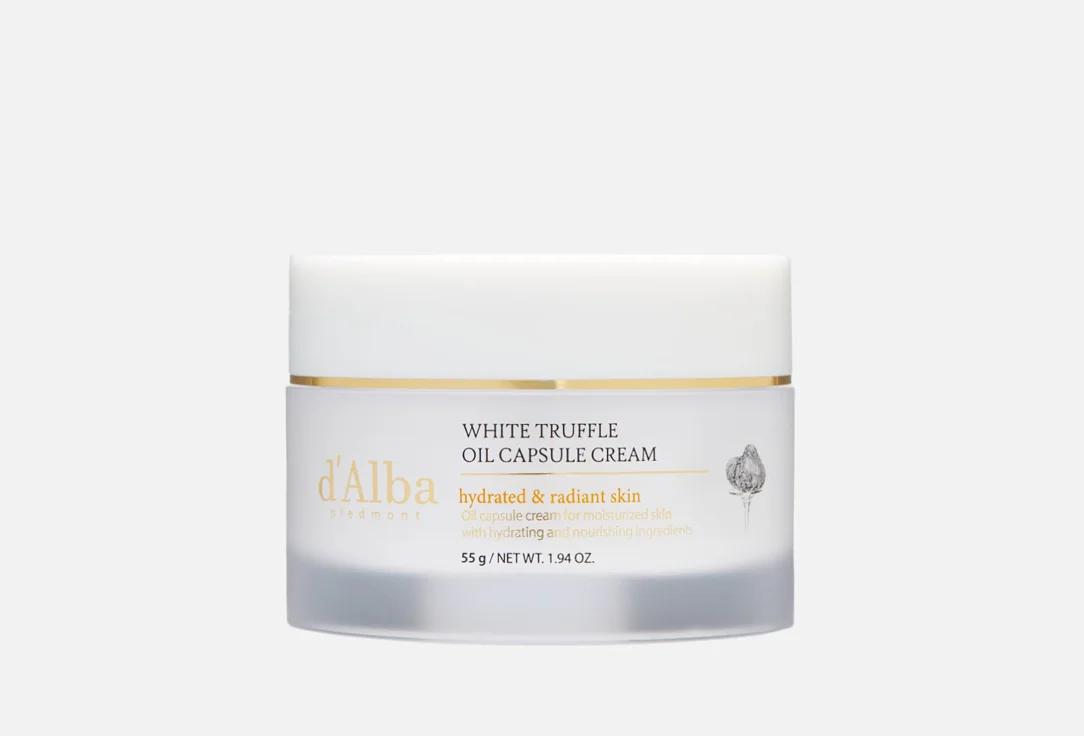 d'Alba
piedmont
WHITE TRUFFLE
OIL CAPSULE CREAM
hydrated & radiant skin
Oil capsule cream for moisturized skin
with hydrating and nourishing ingredients
55 g / NET WT. 1.94 OZ.